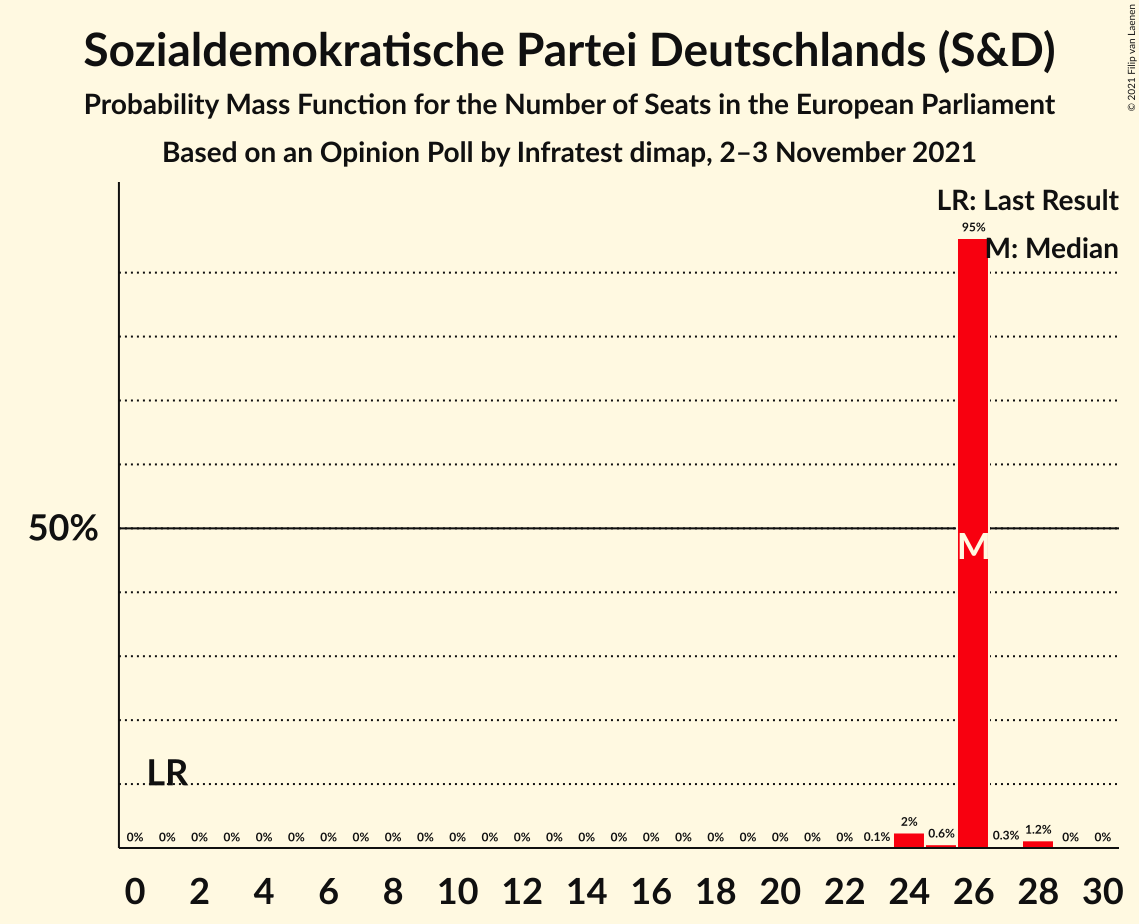 Sozialdemokratische Partei Deutschlands (S&D)
Probability Mass Function for the Number of Seats in the European Parliament
Based on an Opinion Poll by Infratest dimap, 2–3 November 2021
© 2021 Filip van Laenen
LR: Last Result
M: Median
95%
50%
M
LR
0% 0% 0% 0% 0% 0% 0% 0% 0% 0% 0% 0% 0% 0% 0% 0% 0% 0% 0% 0% 0% 0% 0% 0.1% 2% 0.6% 0.3% 1.2% 0% 0%
0 2 4 6 8 10 12 14 16 18 20 22 24 26 28 30